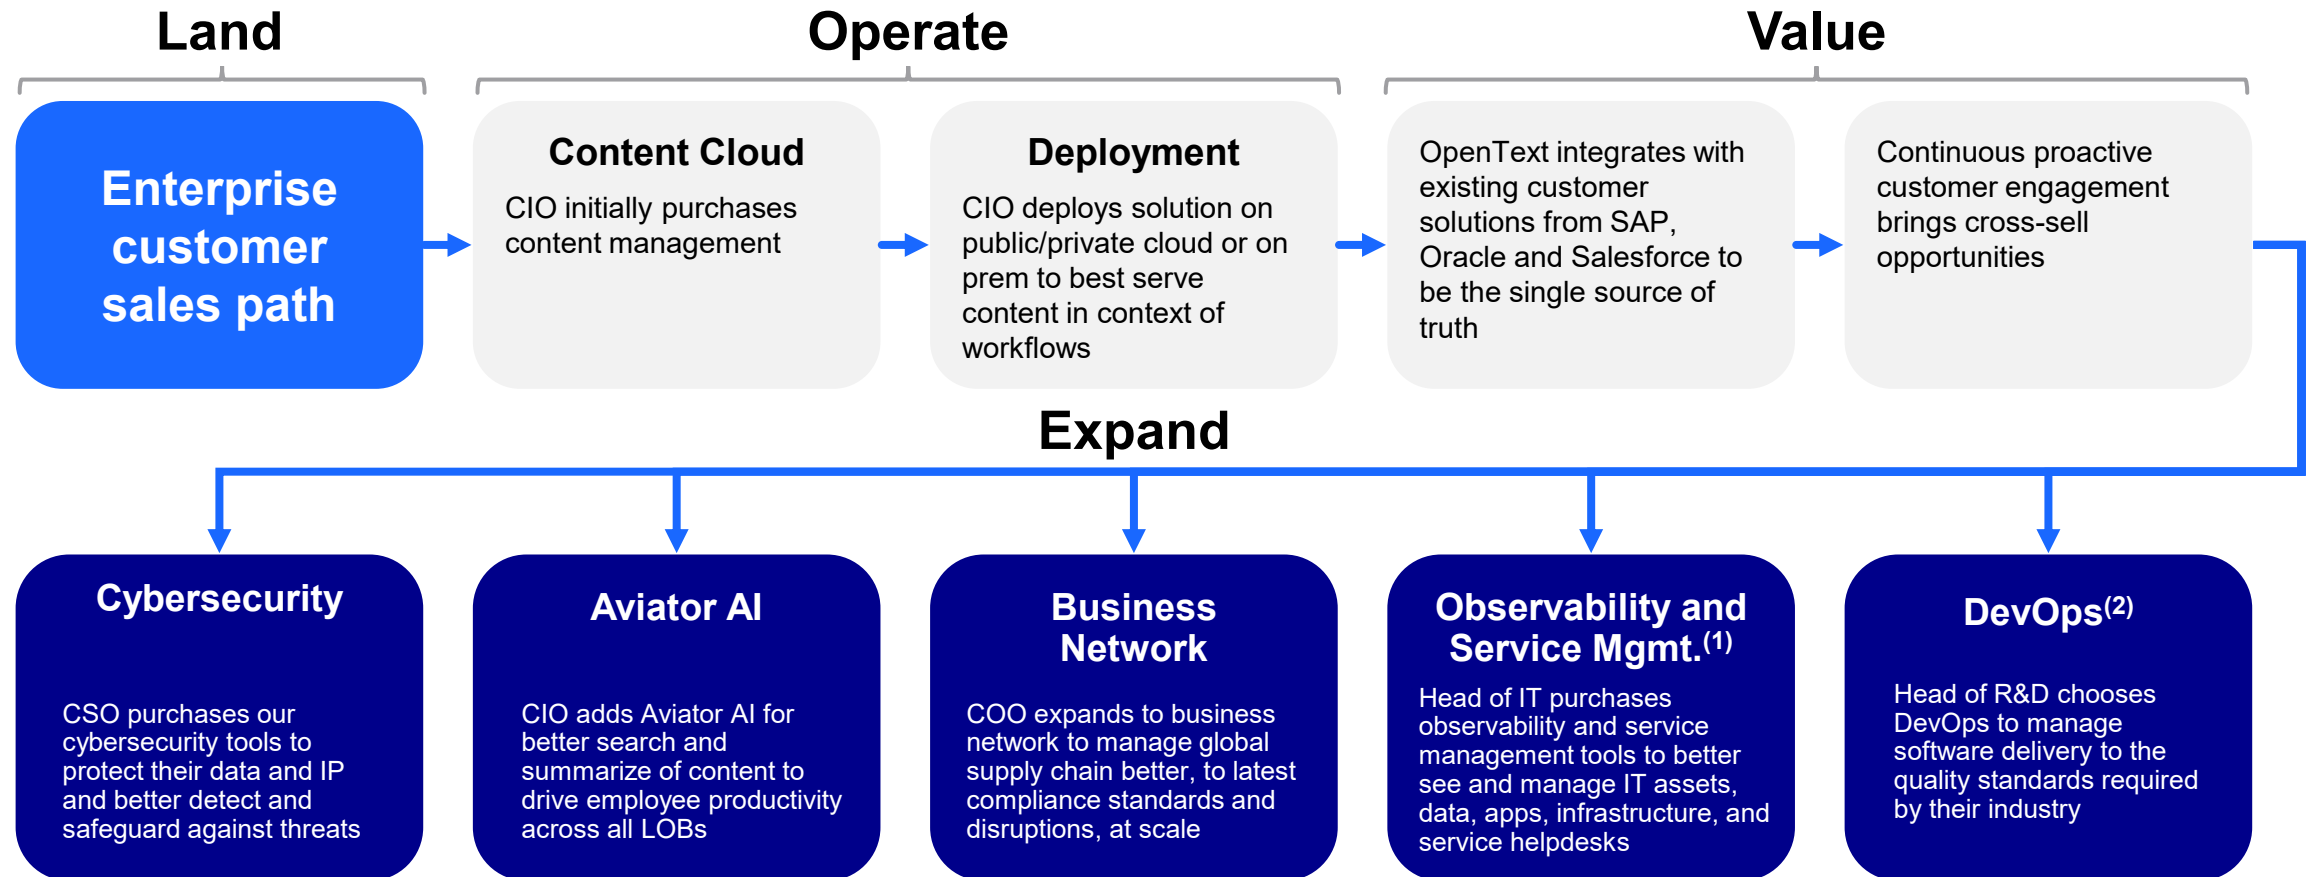 Land
Operate
Value
Enterprise
customer
sales path
Content Cloud
CIO initially purchases
content management
Deployment
CIO deploys solution on
public/private cloud or on
prem to best serve
content in context of
workflows
OpenText integrates with
existing customer
solutions from SAP,
Oracle and Salesforce to
be the single source of
truth
Continuous proactive
customer engagement
brings cross-sell
opportunities
Expand
Cybersecurity
CSO purchases our
cybersecurity tools to
protect their data and IP
and better detect and
safeguard against threats
Aviator AI
CIO adds Aviator AI for
better search and
summarize of content to
drive employee productivity
across all LOBs
Business
Network
COO expands to business
network to manage global
supply chain better, to latest
compliance standards and
disruptions, at scale
Observability and
Service Mgmt.(1)
Head of IT purchases
observability and service
management tools to better
see and manage IT assets,
data, apps, infrastructure, and
service helpdesks
DevOps(2)
Head of R&D chooses
DevOps to manage
software delivery to the
quality standards required
by their industry